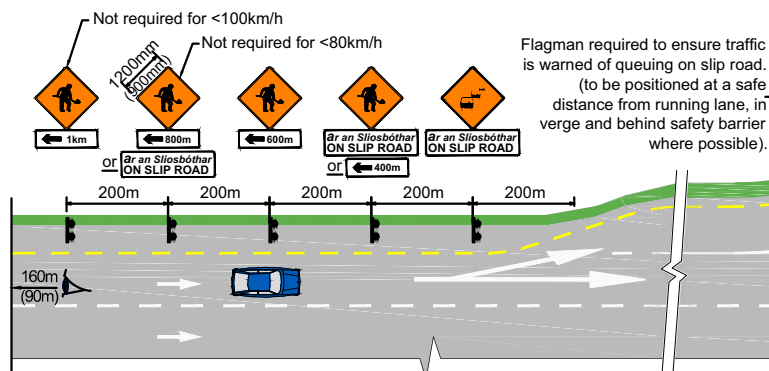 Not required for <100km/h
Not required for <80km/h
1200mm
(900mm)
Flagman required to ensure traffic
is warned of queuing on slip road.
(to be positioned at a safe
distance from running lane, in
verge and behind safety barrier
where possible).
1km
800m
600m
ar an Sliosbóthar
ON SLIP ROAD
ar an Sliosbóthar
ON SLIP ROAD
or
ar an Sliosbóthar
ON SLIP ROAD
or
400m
200m
200m
200m
200m
200m
160m
(90m)